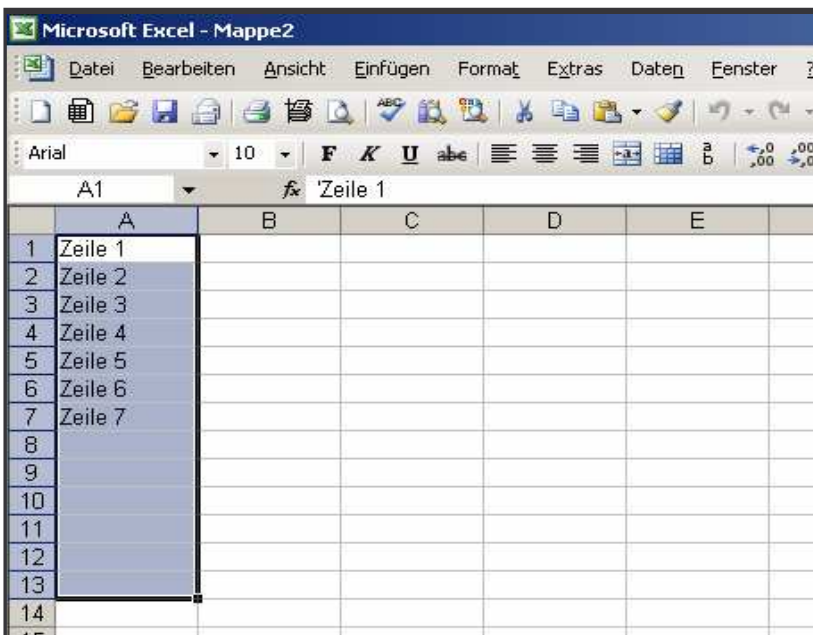 Microsoft Excel - Mappe2
Datei Bearbeiten Ansicht Einfügen Format Extras Daten Fenster ?
Arial 10 F K U abc
A1 fx 'Zeile 1
A B C D E
1 Zeile 1
2 Zeile 2
3 Zeile 3
4 Zeile 4
5 Zeile 5
6 Zeile 6
7 Zeile 7
8
9
10
11
12
13
14